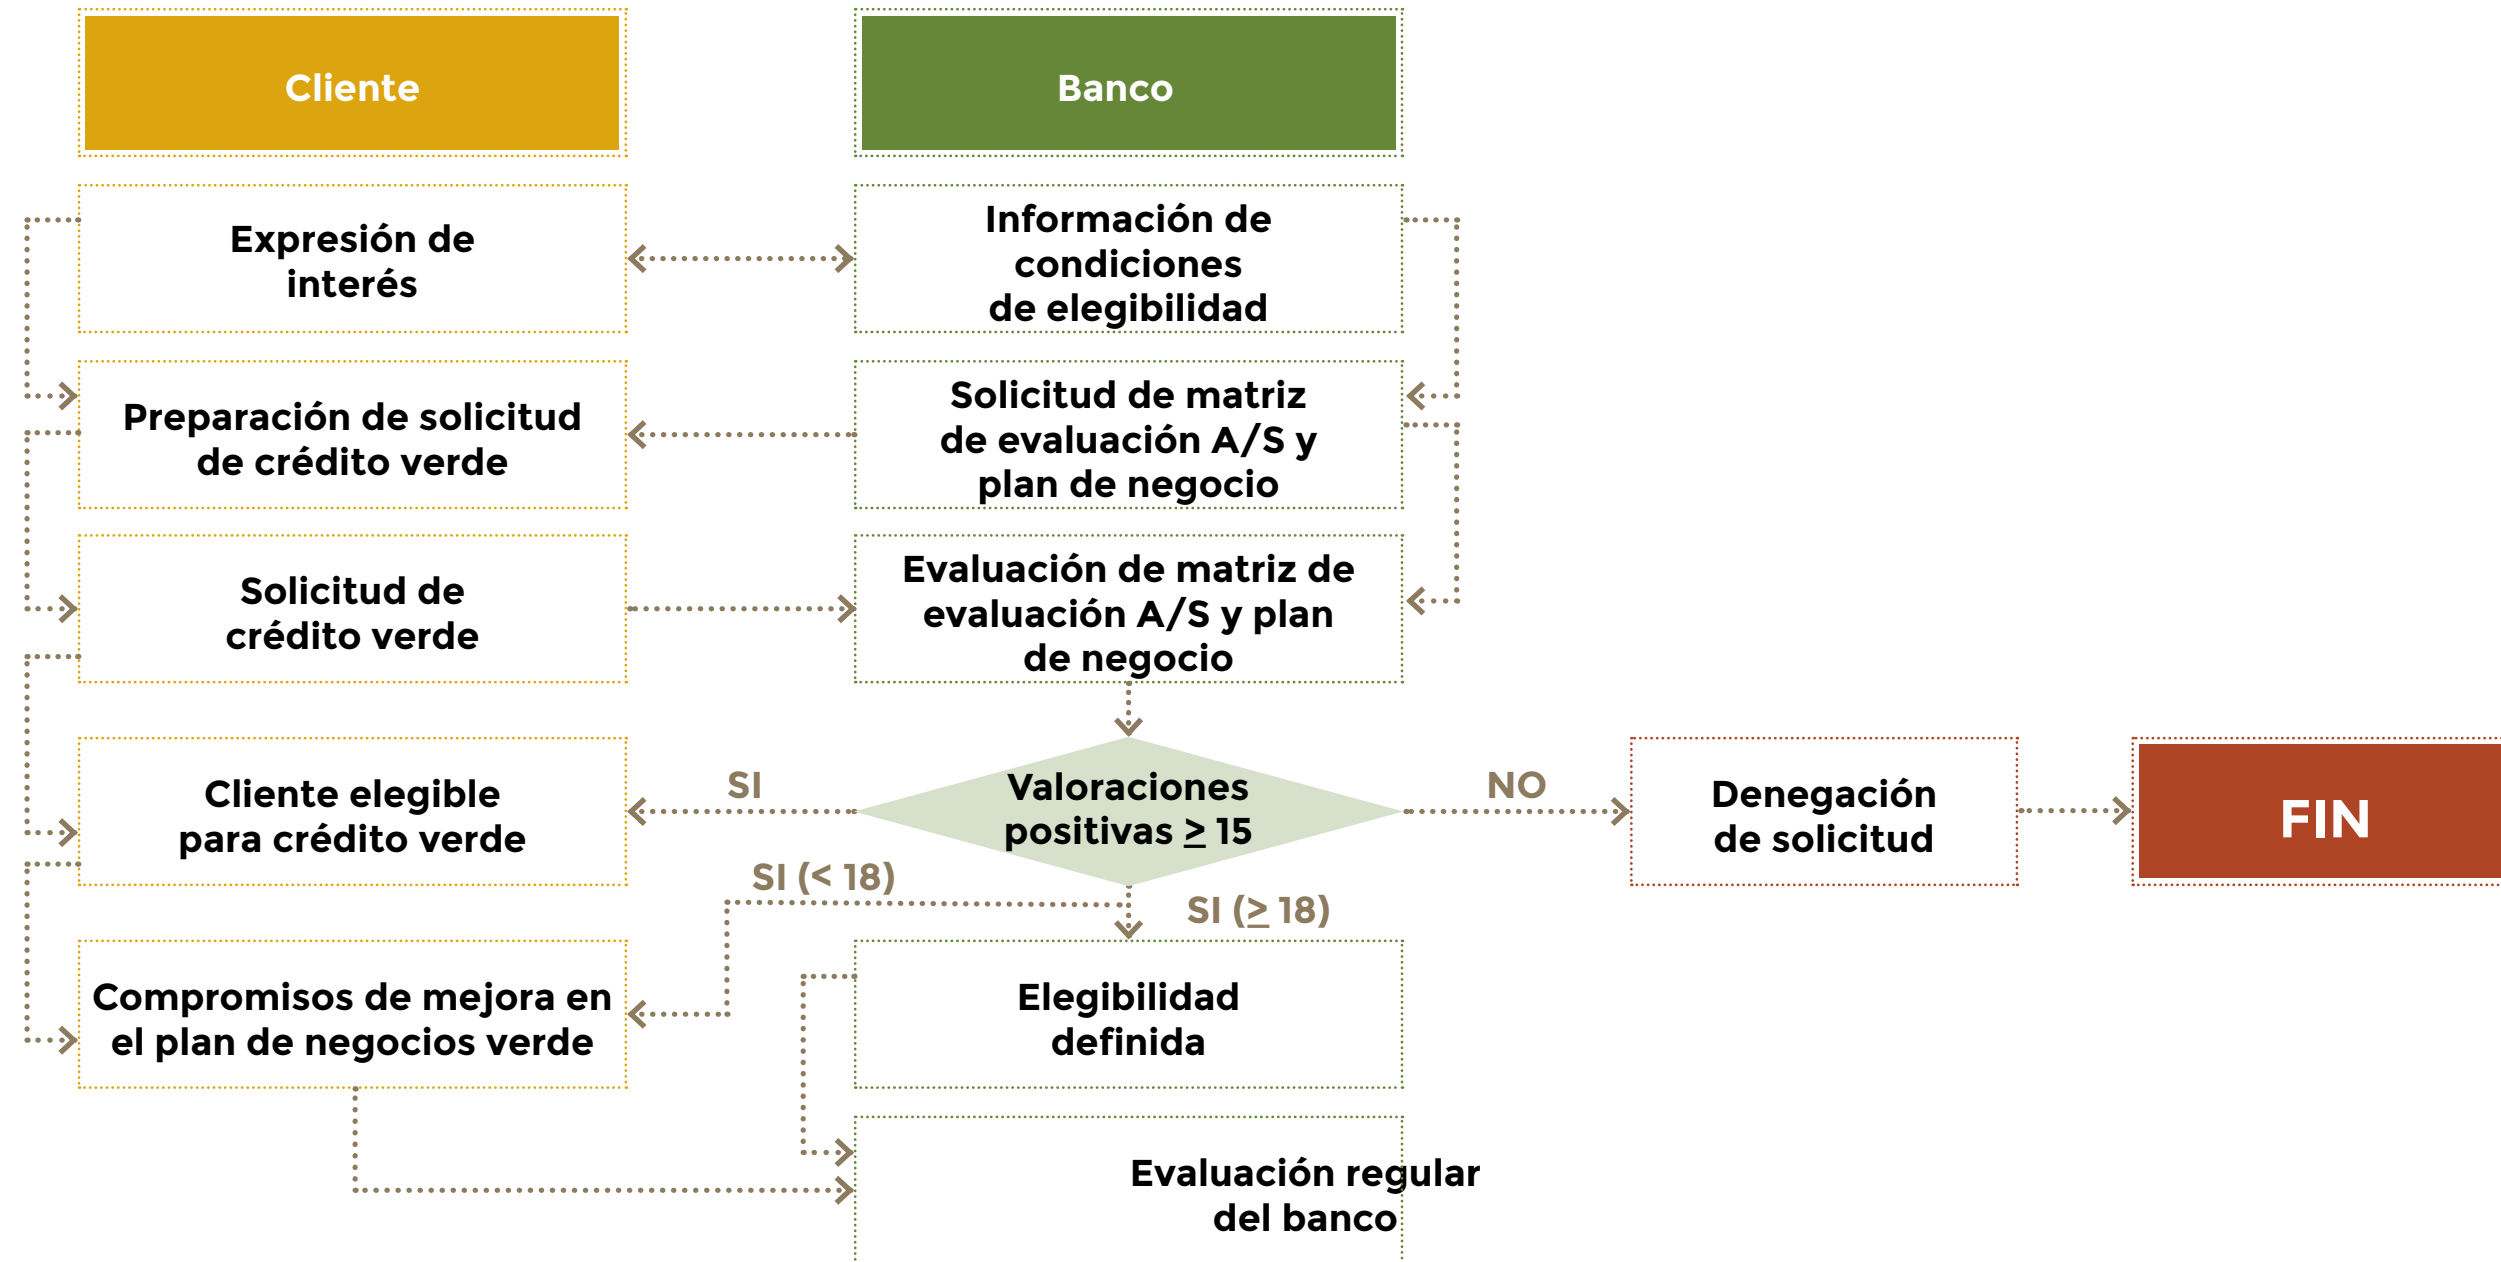 Cliente
Banco
Expresión de
interés
Información de
condiciones
de elegibilidad
Preparación de solicitud
de crédito verde
Solicitud de matriz
de evaluación A/S y
plan de negocio
Solicitud de
crédito verde
Evaluación de matriz de
evaluación A/S y plan
de negocio
Cliente elegible
para crédito verde
SI
Valoraciones
positivas ≥ 15
NO
Denegación
de solicitud
FIN
SI (< 18)
SI (≥ 18)
Compromisos de mejora en
el plan de negocios verde
Elegibilidad
definida
Evaluación regular
del banco